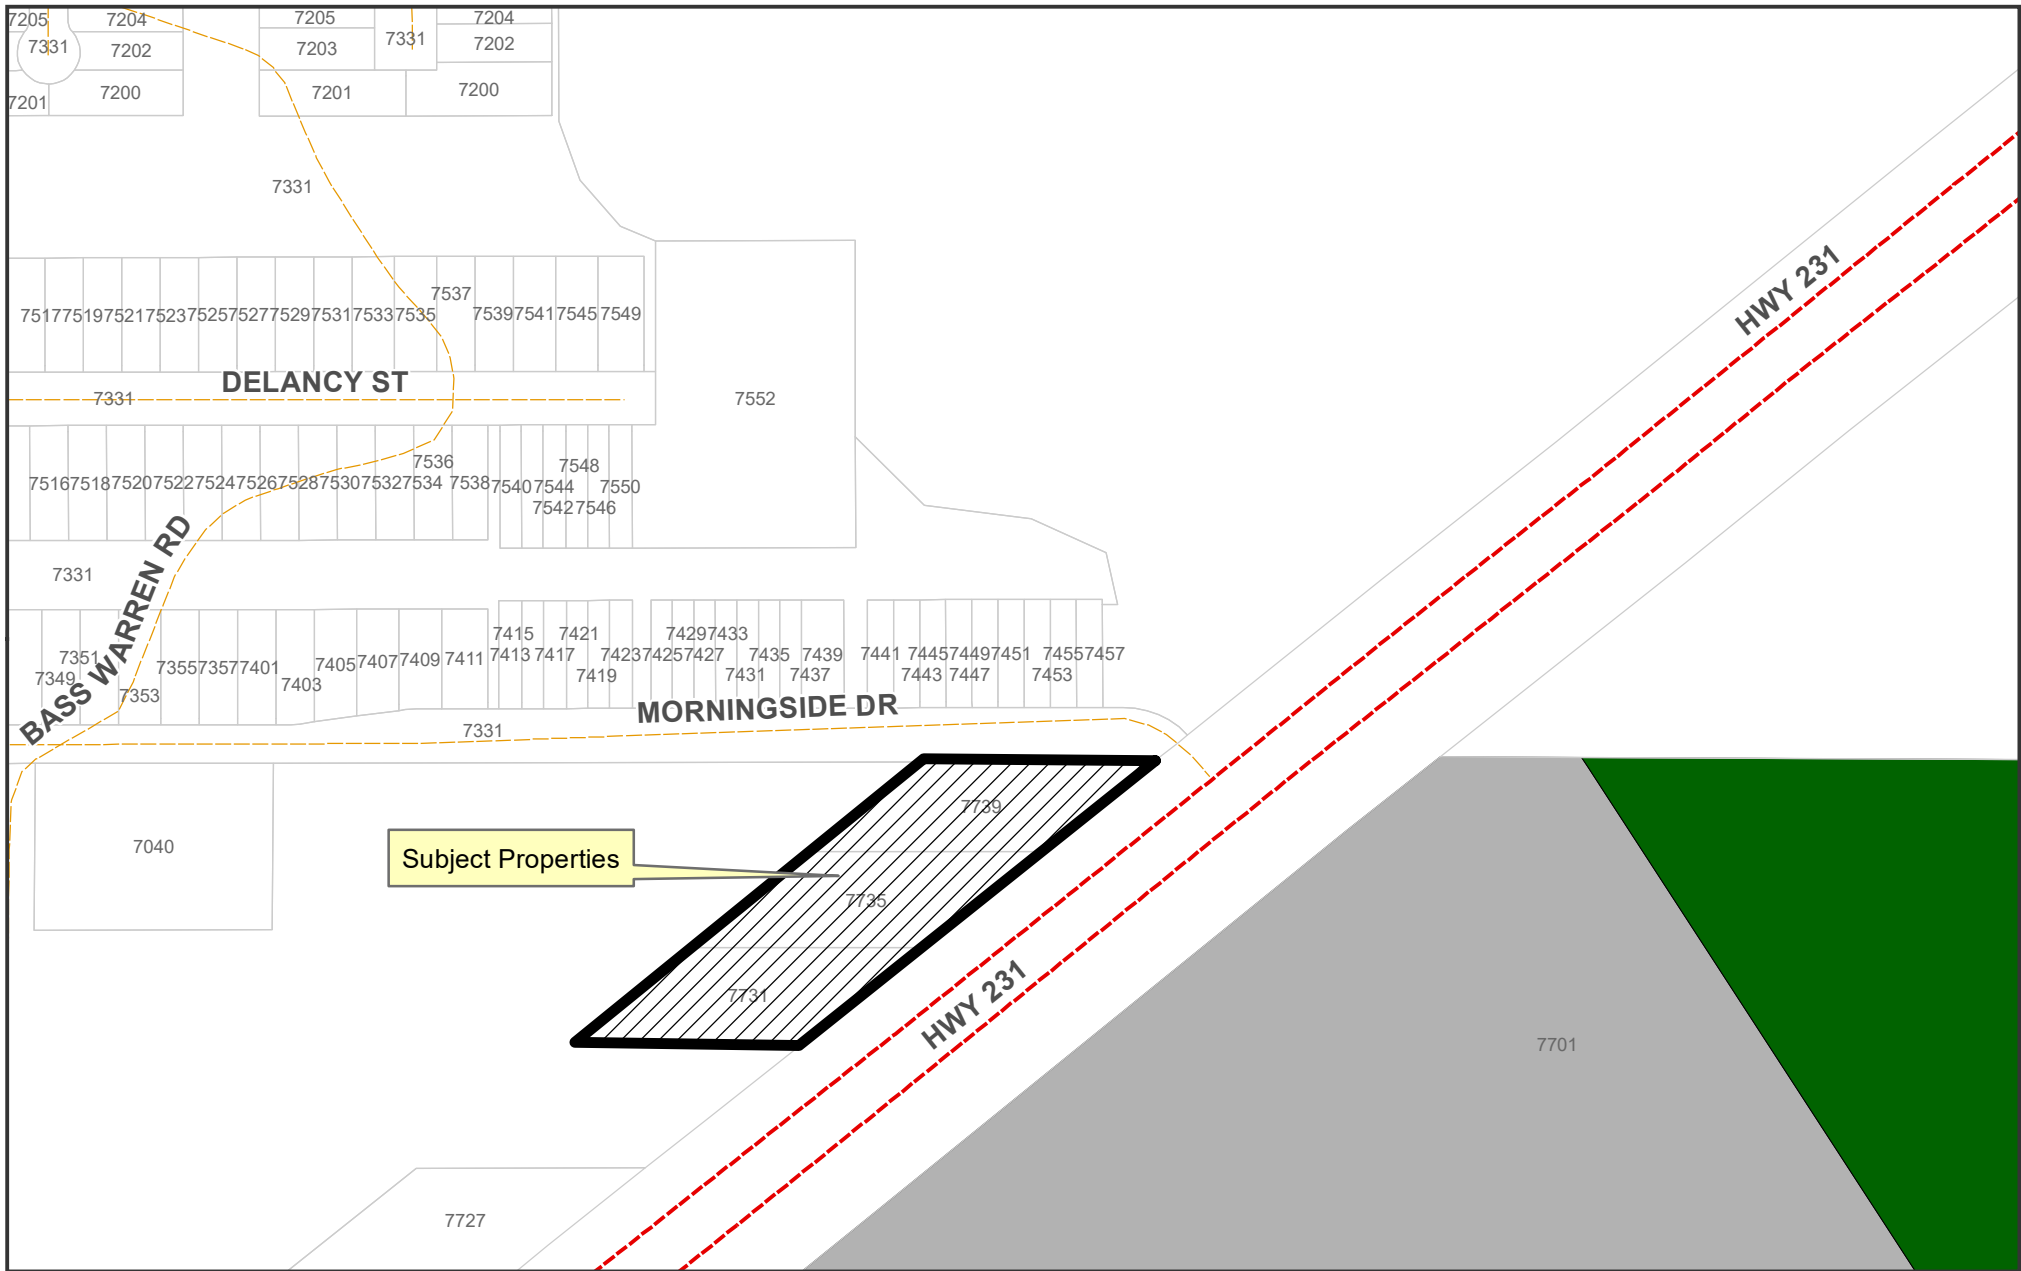 7205 7204 7205 7204
7331 7202 7203 7331 7202
7201 7200 7201 7200
7331
7537
7517 7519 7521 7523 7525 7527 7529 7531 7533 7535 7539 7541 7545 7549
DELANCY ST
7331 7552
7536 7548
7516 7518 7520 7522 7524 7526 7528 7530 7532 7534 7538 7540 7544 7550
7542 7546
BASS WARREN RD
7331
7415 7421 7429 7433
7351 7355 7357 7401 7405 7407 7409 7411 7413 7417 7423 7425 7427 7435 7439 7441 7445 7449 7451 7455 7457
7349 7353 7403 7419 7431 7437 7443 7447 7453
MORNINGSIDE DR
7331
HWY 231
7739
7040
Subject Properties
7735
7731
HWY 231
7701
7727